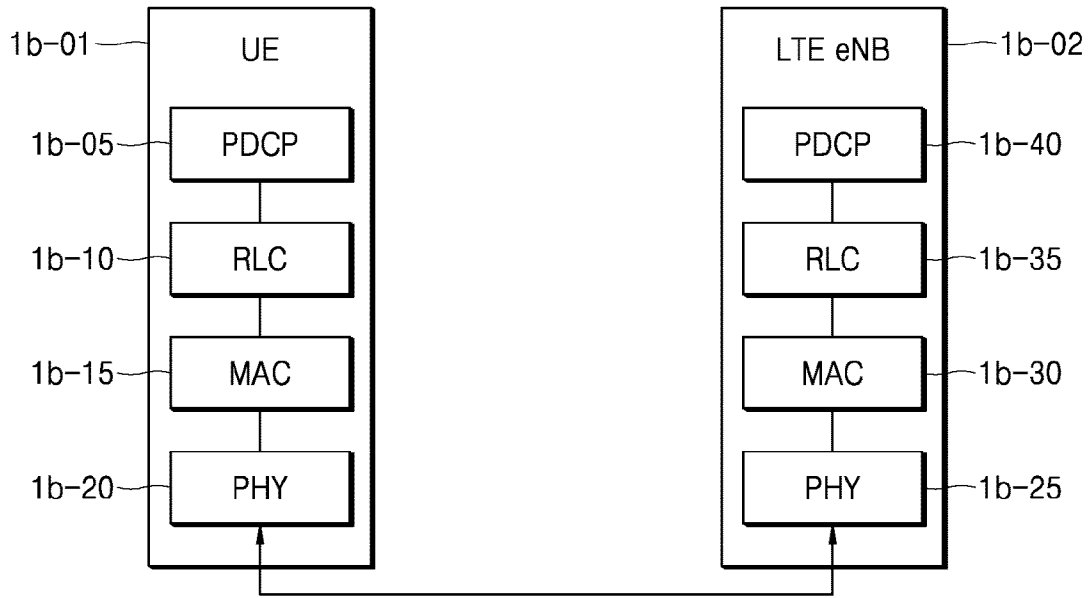 1b-01 UE LTE eNB 1b-02
1b-05 PDCP PDCP 1b-40
1b-10 RLC RLC 1b-35
1b-15 MAC MAC 1b-30
1b-20 PHY PHY 1b-25